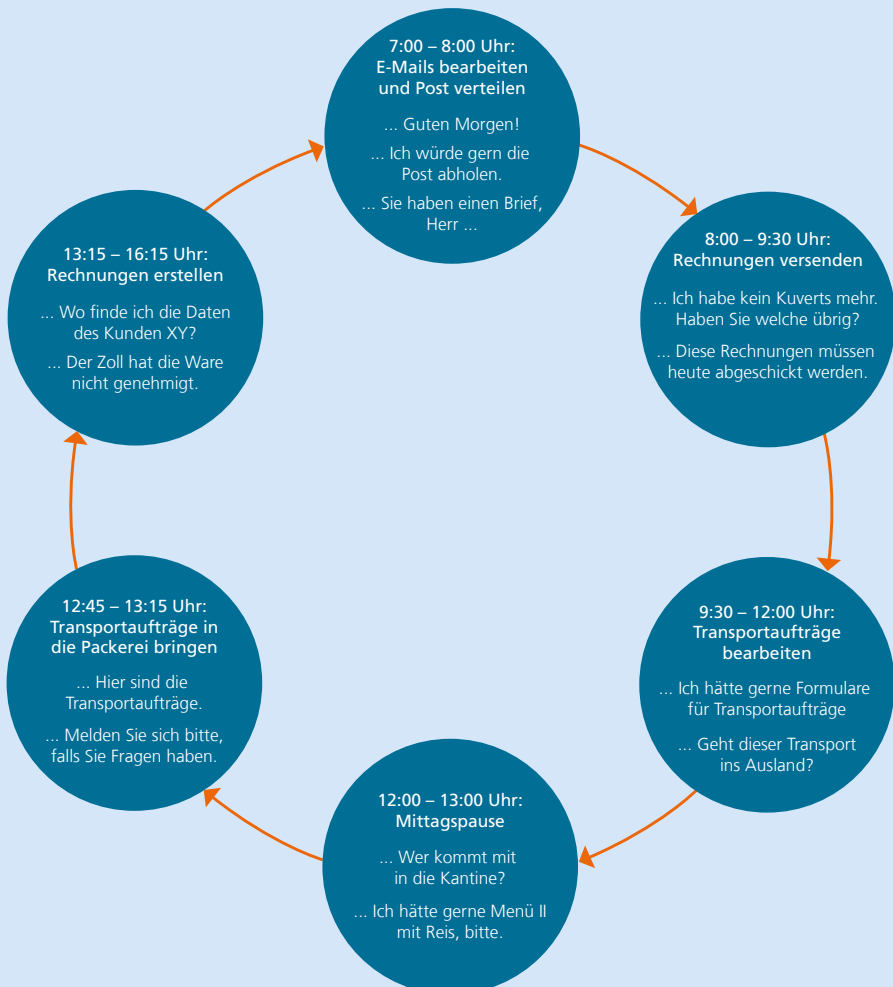 7:00 – 8:00 Uhr:
E-Mails bearbeiten
und Post verteilen
... Guten Morgen!
... Ich würde gern die
Post abholen.
... Sie haben einen Brief,
Herr ...
8:00 – 9:30 Uhr:
Rechnungen versenden
... Ich habe kein Kuverts mehr.
Haben Sie welche übrig?
... Diese Rechnungen müssen
heute abgeschickt werden.
9:30 – 12:00 Uhr:
Transportaufträge
bearbeiten
... Ich hätte gerne Formulare
für Transportaufträge
... Geht dieser Transport
ins Ausland?
12:00 – 13:00 Uhr:
Mittagspause
... Wer kommt mit
in die Kantine?
... Ich hätte gerne Menü II
mit Reis, bitte.
12:45 – 13:15 Uhr:
Transportaufträge in
die Packerei bringen
... Hier sind die
Transportaufträge.
... Melden Sie sich bitte,
falls Sie Fragen haben.
13:15 – 16:15 Uhr:
Rechnungen erstellen
... Wo finde ich die Daten
des Kunden XY?
... Der Zoll hat die Ware
nicht genehmigt.